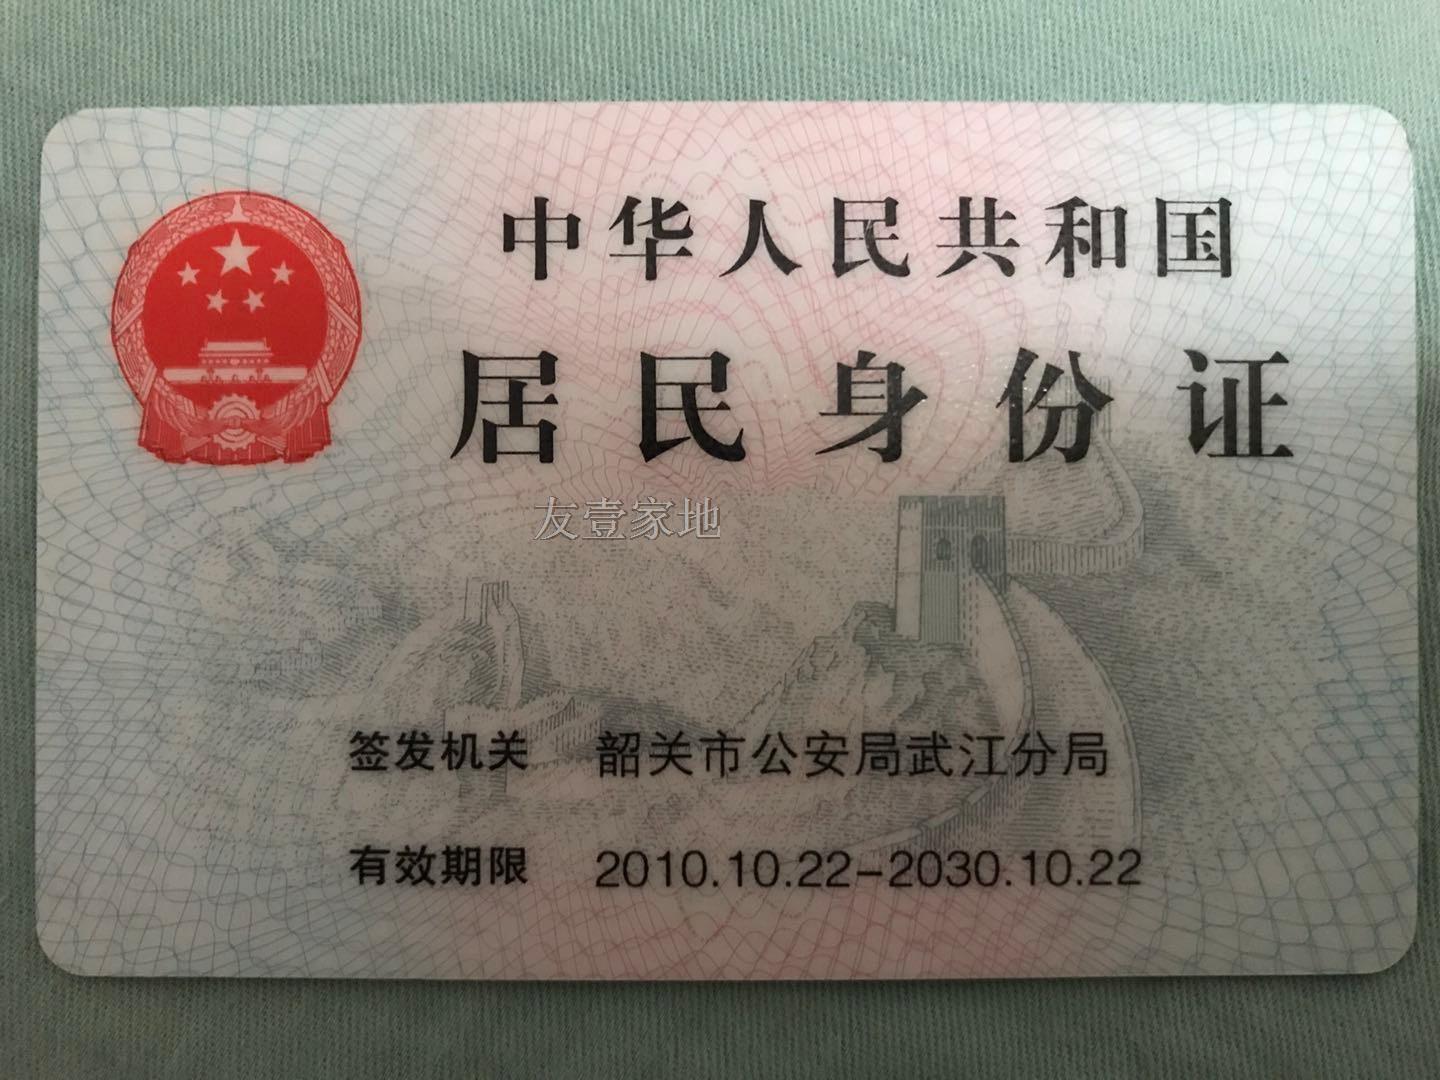 中华人民共和国
居民身份证
友壹家地
签发机关 韶关市公安局武江分局
有效期限 2010.10.22-2030.10.22